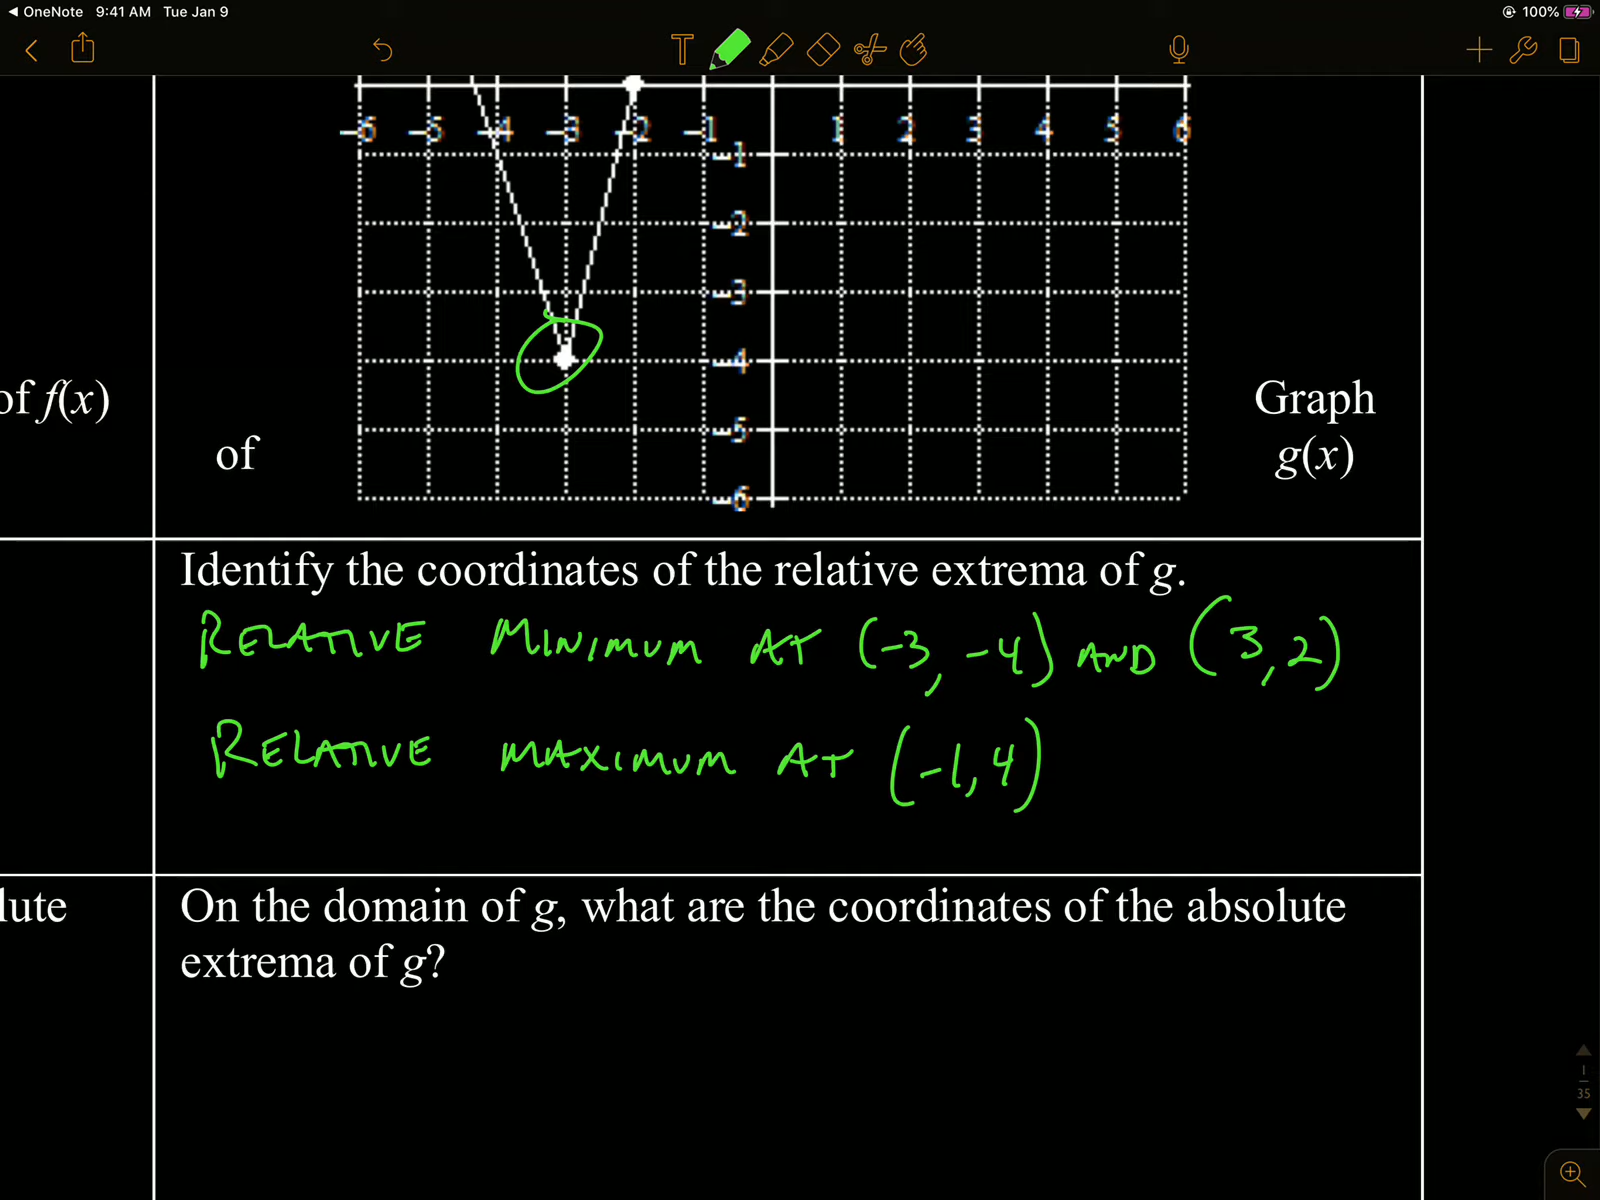 ◀ OneNote 9:41 AM Tue Jan 9 100%
T
-6 -5 -4 -3 -2 -1 1 2 3 4 5 6
-1
-2
-3
-4
-5
-6
of f(x)
of
Graph
g(x)
Identify the coordinates of the relative extrema of g.
RELATIVE MINIMUM AT (-3, -4) AND (3, 2)
RELATIVE MAXIMUM AT (-1, 4)
lute
On the domain of g, what are the coordinates of the absolute
extrema of g?
1
35